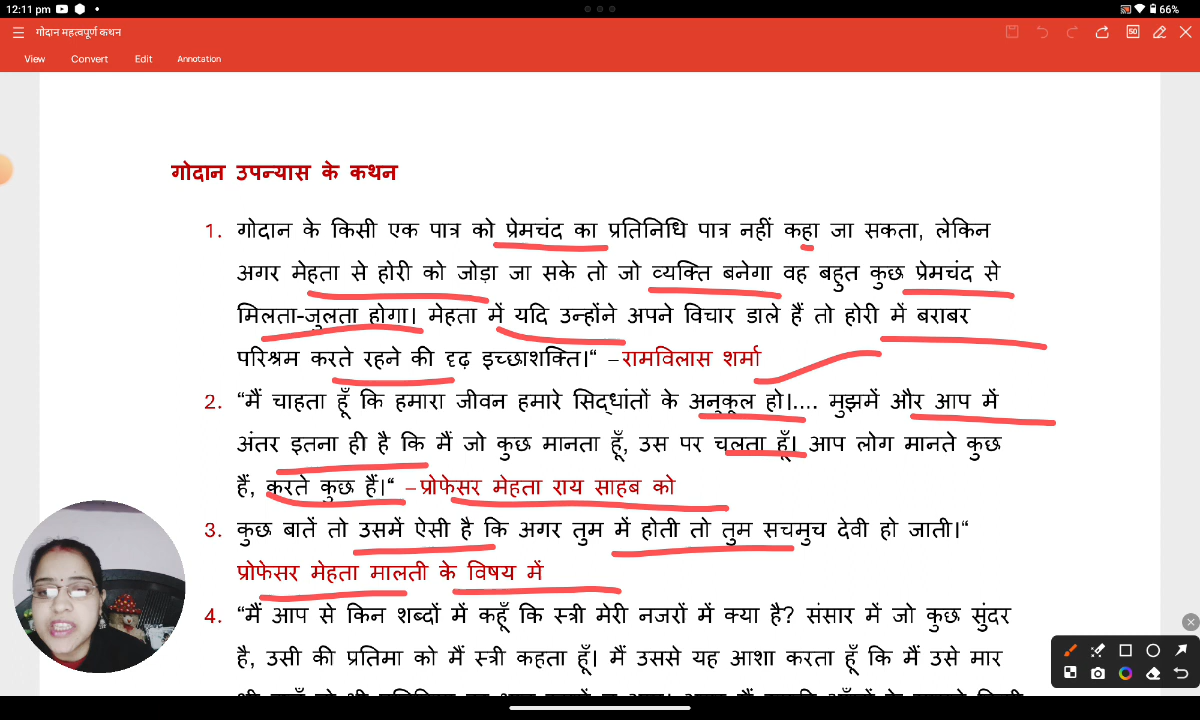 12:11 pm
66%
गोदान महत्वपूर्ण कथन
50
View Convert Edit Annotation
गोदान उपन्यास के कथन
1. गोदान के किसी एक पात्र को प्रेमचंद का प्रतिनिधि पात्र नहीं कहा जा सकता, लेकिन
अगर मेहता से होरी को जोड़ा जा सके तो जो व्यक्ति बनेगा वह बहुत कुछ प्रेमचंद से
मिलता-जुलता होगा। मेहता में यदि उन्होंने अपने विचार डाले हैं तो होरी में बराबर
परिश्रम करते रहने की दृढ़ इच्छाशक्ति।“ –रामविलास शर्मा
2. “मैं चाहता हूँ कि हमारा जीवन हमारे सिद्धांतों के अनुकूल हो।.... मुझमें और आप में
अंतर इतना ही है कि मैं जो कुछ मानता हूँ, उस पर चलता हूँ। आप लोग मानते कुछ
हैं, करते कुछ हैं।“ –प्रोफेसर मेहता राय साहब को
3. कुछ बातें तो उसमें ऐसी है कि अगर तुम में होती तो तुम सचमुच देवी हो जाती।“
प्रोफेसर मेहता मालती के विषय में
4. “मैं आप से किन शब्दों में कहूँ कि स्त्री मेरी नजरों में क्या है? संसार में जो कुछ सुंदर
है, उसी की प्रतिमा को मैं स्त्री कहता हूँ। मैं उससे यह आशा करता हूँ कि मैं उसे मार